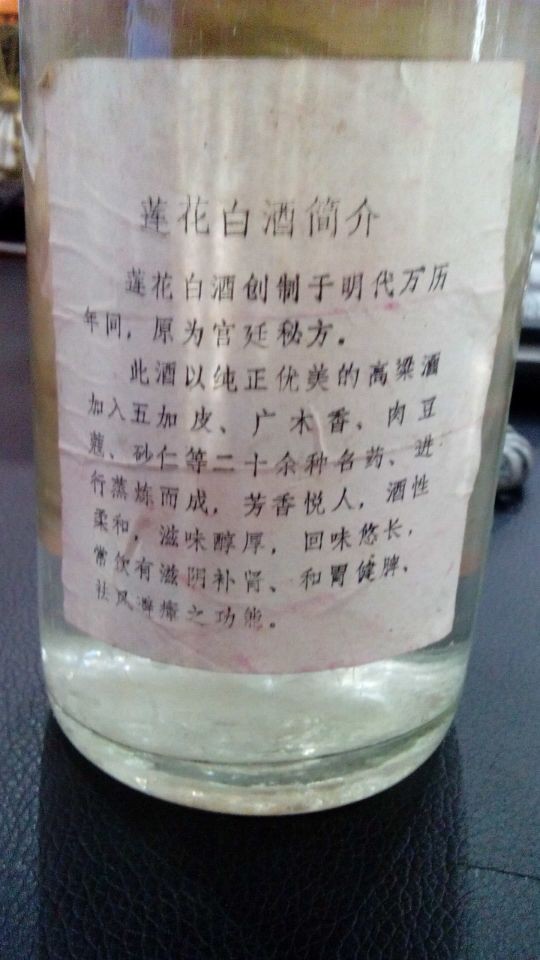 莲花白酒简介
莲花白酒创制于明代万历
年间，原为宫廷秘方。
此酒以纯正优美的高粱酒
加入五加皮、广木香、肉豆
蔻、砂仁等二十余种名药、进
行蒸炼而成，芳香悦人，酒性
柔和，滋味醇厚，回味悠长，
常饮有滋阴补肾、和胃健脾、
祛风避瘴之功能。